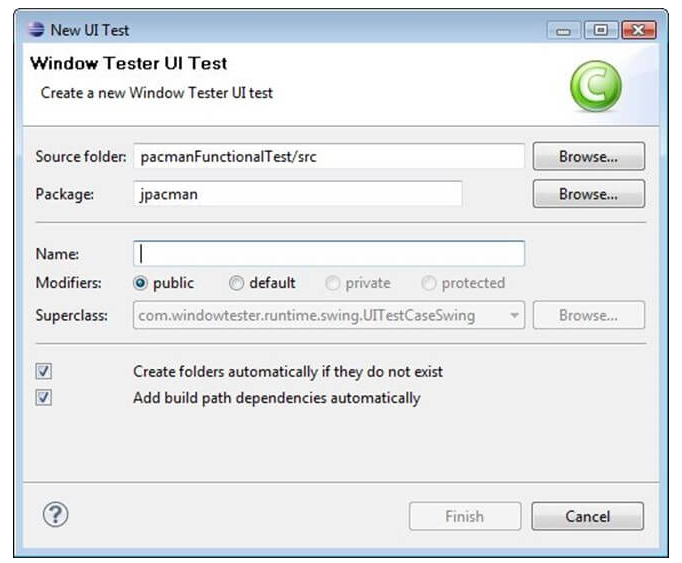 New UI Test
Window Tester UI Test
Create a new Window Tester UI test
C
Source folder: pacmanFunctionalTest/src Browse...
Package: jpacman Browse...
Name:
Modifiers: public default private protected
Superclass: com.windowtester.runtime.swing.UITestCaseSwing Browse...
Create folders automatically if they do not exist
Add build path dependencies automatically
? Finish Cancel